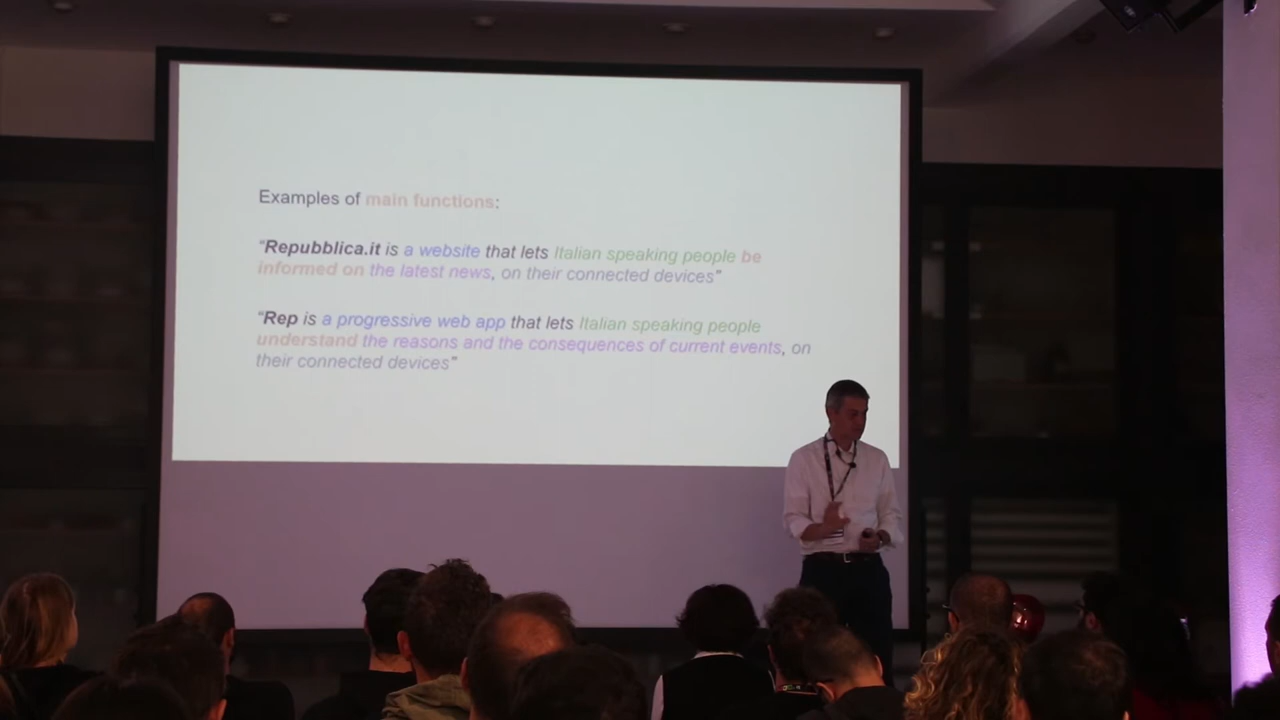 Examples of main functions:
“Repubblica.it is a website that lets Italian speaking people be
informed on the latest news, on their connected devices”
“Rep is a progressive web app that lets Italian speaking people
understand the reasons and the consequences of current events, on
their connected devices”